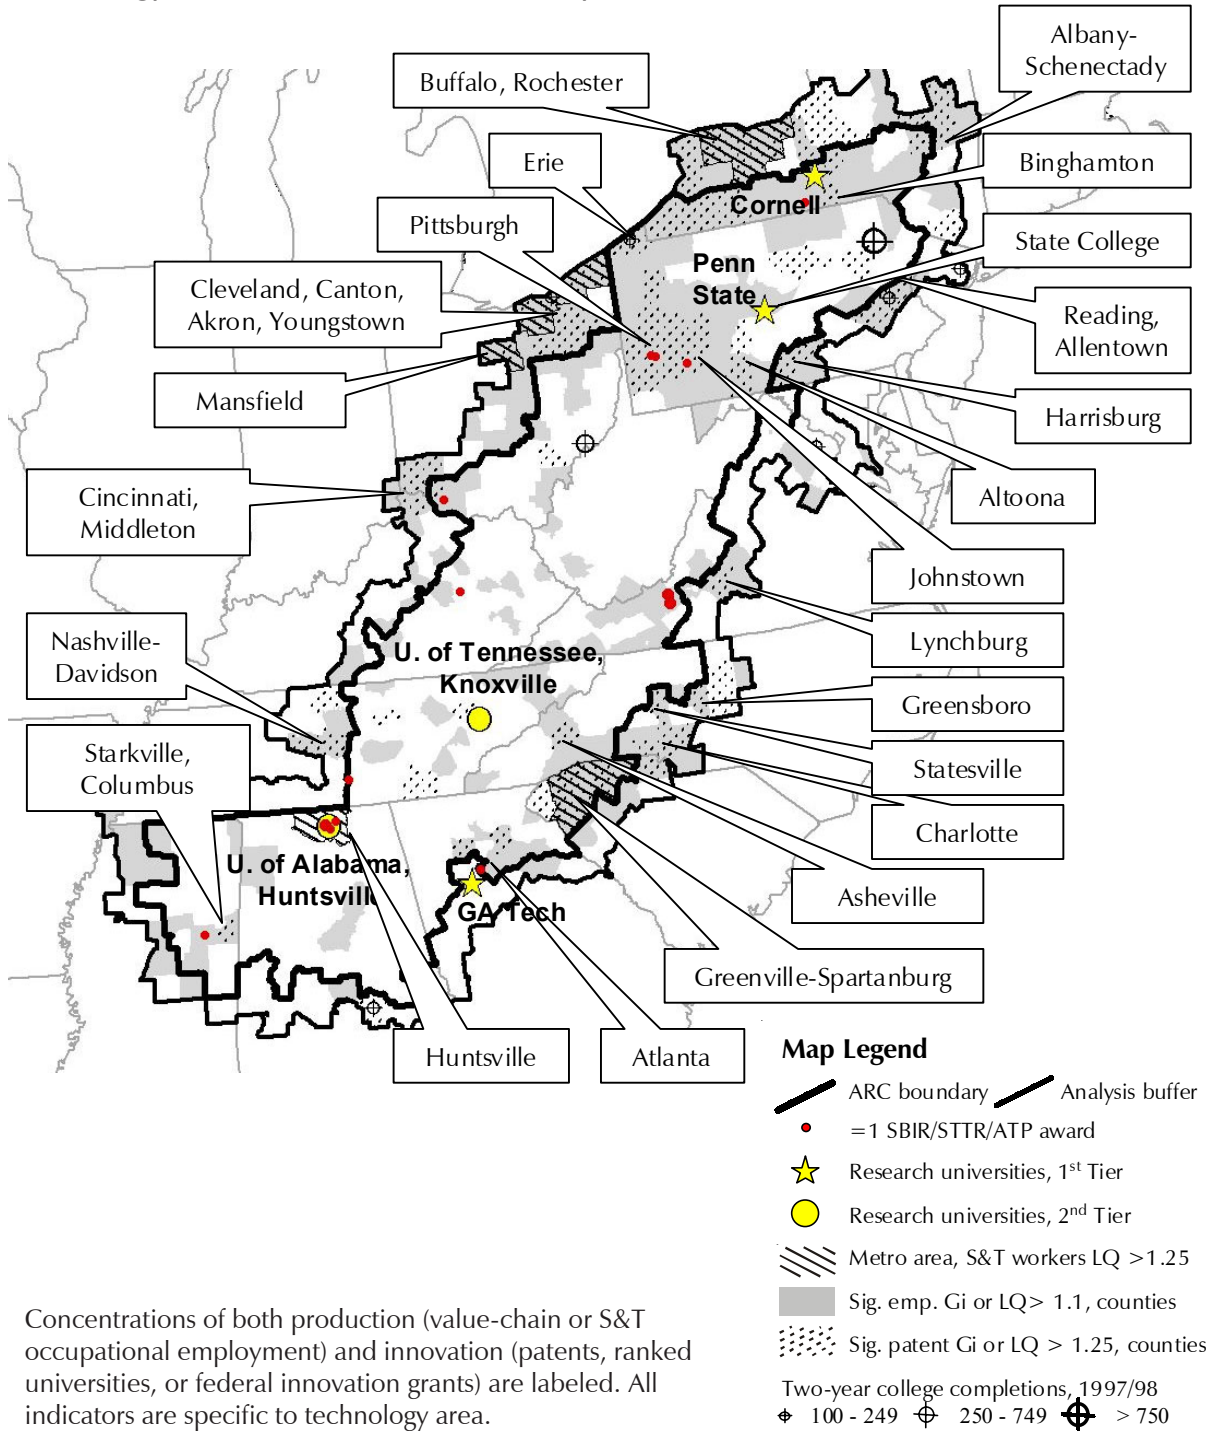 Albany-
Schenectady
Buffalo, Rochester
Erie
Binghamton
Cornell
Pittsburgh
State College
Penn
State
Cleveland, Canton,
Akron, Youngstown
Reading,
Allentown
Mansfield
Harrisburg
Cincinnati,
Middleton
Altoona
Johnstown
Nashville-
Davidson
Lynchburg
U. of Tennessee,
Knoxville
Greensboro
Starkville,
Columbus
Statesville
Charlotte
U. of Alabama,
Huntsville
GA Tech
Asheville
Greenville-Spartanburg
Huntsville
Atlanta
Map Legend
ARC boundary
Analysis buffer
=1 SBIR/STTR/ATP award
Research universities, 1st Tier
Research universities, 2nd Tier
Metro area, S&T workers LQ >1.25
Sig. emp. Gi or LQ> 1.1, counties
Sig. patent Gi or LQ > 1.25, counties
Two-year college completions, 1997/98
100 - 249 250 - 749 > 750
Concentrations of both production (value-chain or S&T
occupational employment) and innovation (patents, ranked
universities, or federal innovation grants) are labeled. All
indicators are specific to technology area.